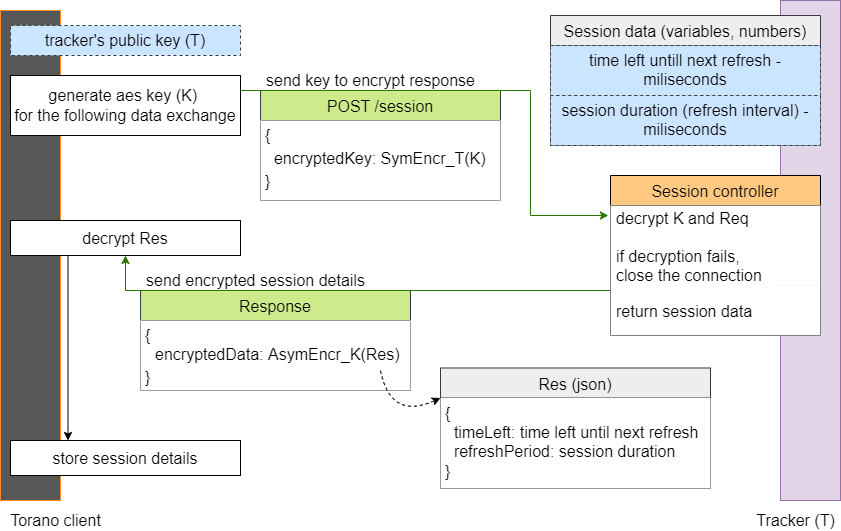 tracker's public key (T)
generate aes key (K)
for the following data exchange
send key to encrypt response
POST /session
{
encryptedKey: SymEncr_T(K)
}
Session data (variables, numbers)
time left untill next refresh -
miliseconds
session duration (refresh interval) -
miliseconds
Session controller
decrypt K and Req
if decryption fails,
close the connection
return session data
decrypt Res
send encrypted session details
Response
{
encryptedData: AsymEncr_K(Res)
}
Res (json)
{
timeLeft: time left until next refresh
refreshPeriod: session duration
}
store session details
Torano client
Tracker (T)